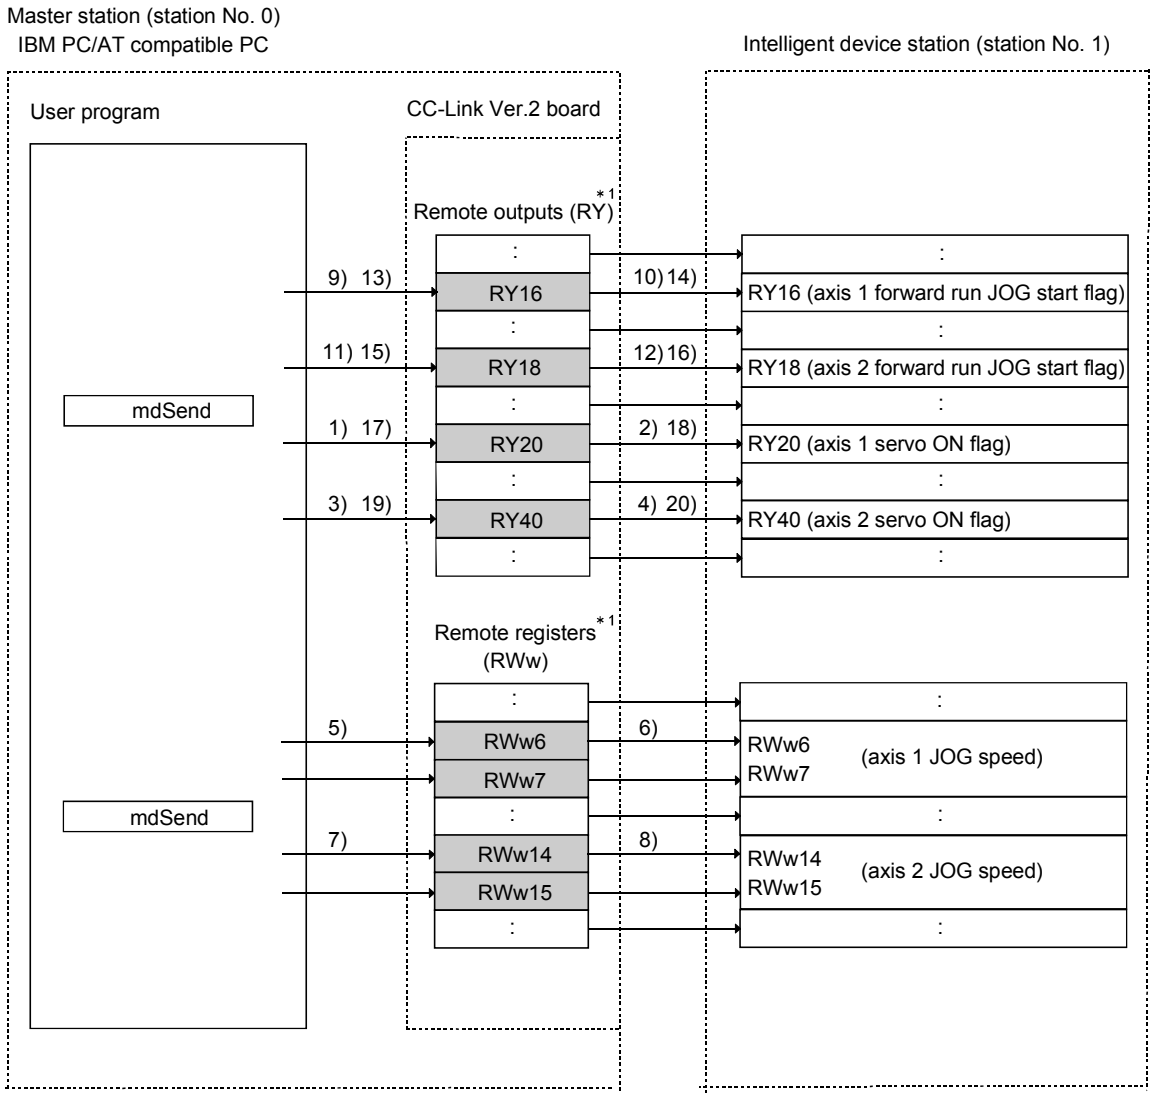 Master station (station No. 0)
IBM PC/AT compatible PC
Intelligent device station (station No. 1)
User program
CC-Link Ver.2 board
Remote outputs (RY) *1
:
:
9) 13)
RY16
10) 14)
RY16 (axis 1 forward run JOG start flag)
:
:
11) 15)
RY18
12) 16)
RY18 (axis 2 forward run JOG start flag)
mdSend
:
:
1) 17)
RY20
2) 18)
RY20 (axis 1 servo ON flag)
:
:
3) 19)
RY40
4) 20)
RY40 (axis 2 servo ON flag)
:
:
Remote registers *1
(RWw)
:
:
5)
RWw6
6)
RWw6
(axis 1 JOG speed)
RWw7
RWw7
mdSend
:
:
7)
RWw14
8)
RWw14
(axis 2 JOG speed)
RWw15
RWw15
:
: